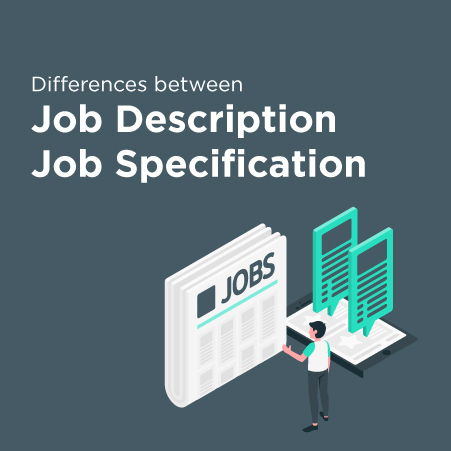 Differences between
Job Description
Job Specification
JOBS